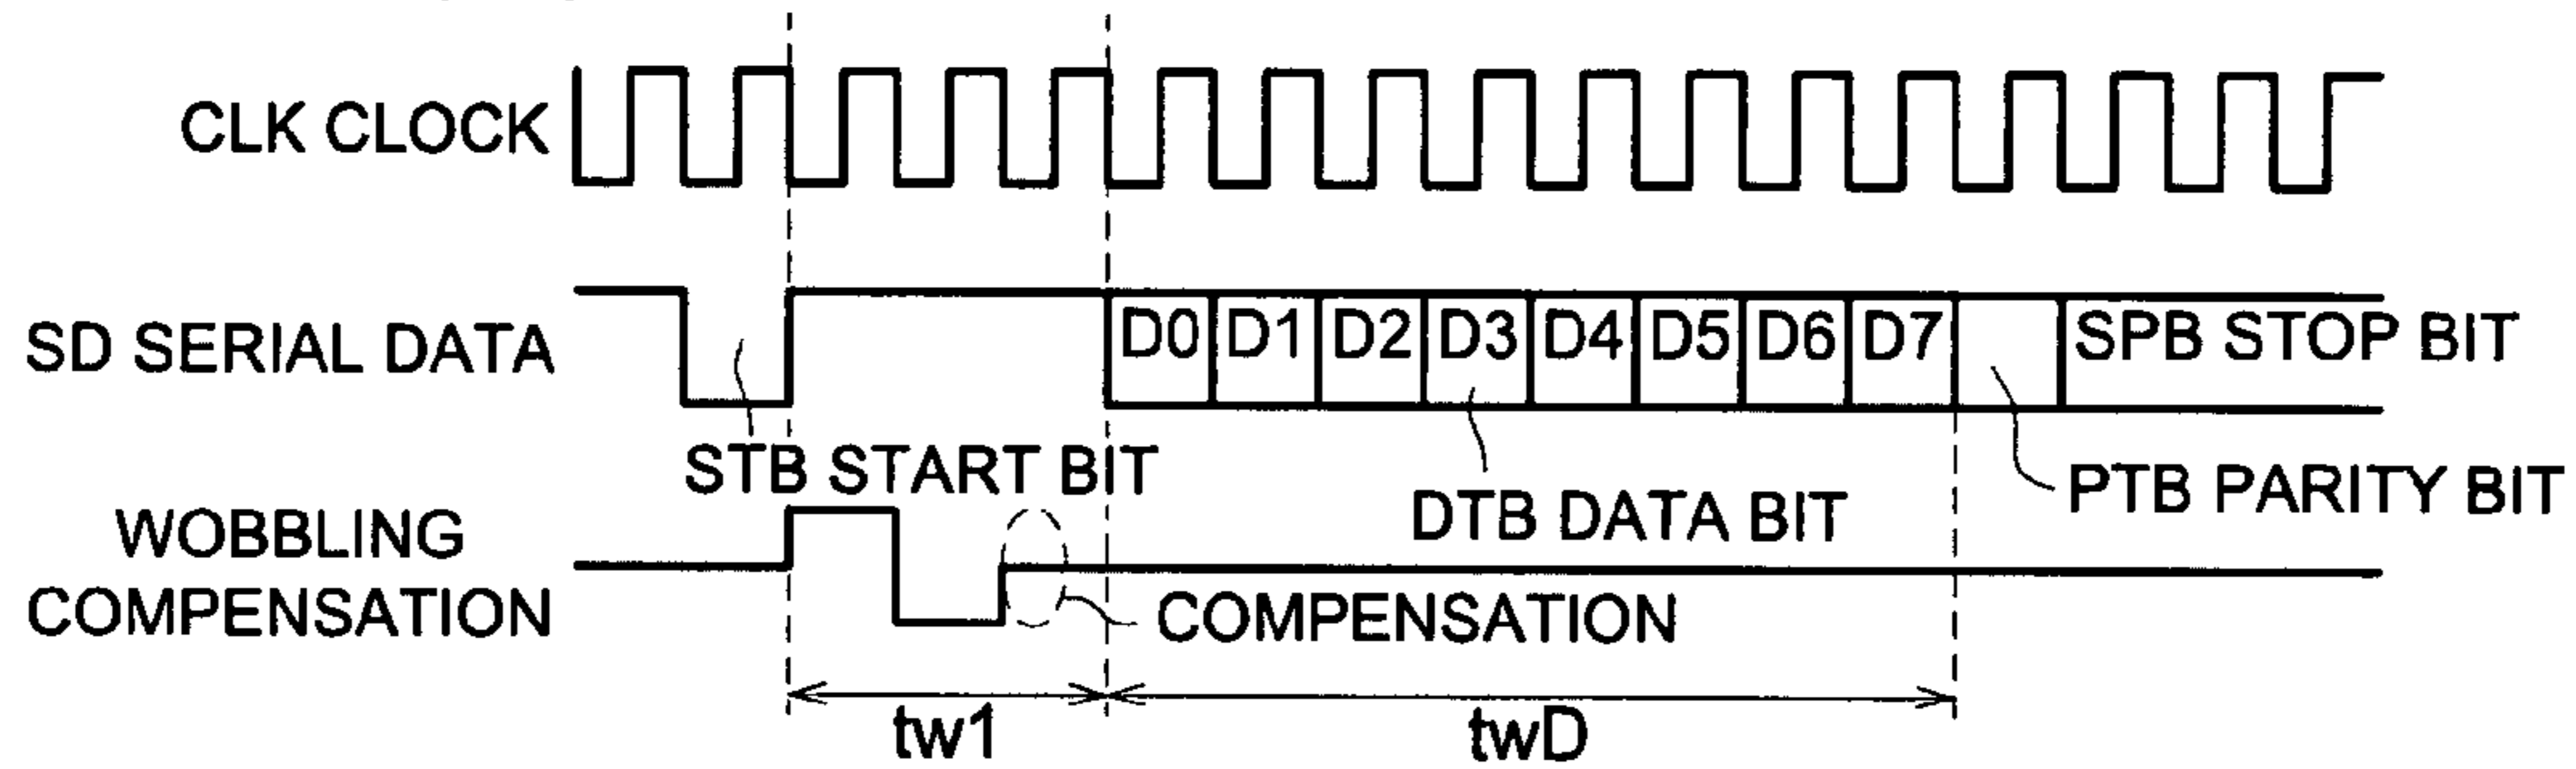 CLK CLOCK
SD SERIAL DATA
D0 D1 D2 D3 D4 D5 D6 D7 SPB STOP BIT
STB START BIT
DTB DATA BIT
PTB PARITY BIT
WOBBLING
COMPENSATION
COMPENSATION
tw1
twD